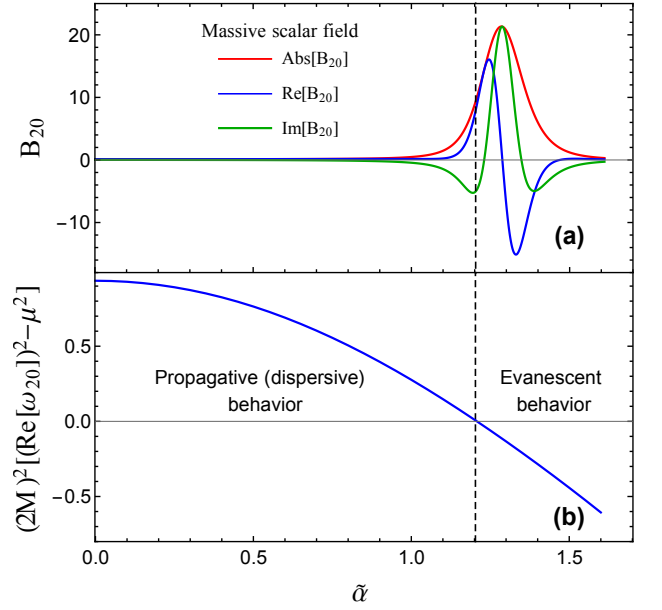 Massive scalar field
Abs[B₂₀]
Re[B₂₀]
Im[B₂₀]
B₂₀
20
10
0
−10
(a)
(2M)²[(Re[ω₂₀])²−μ²]
0.5
0.0
−0.5
Propagative (dispersive)
behavior
Evanescent
behavior
(b)
0.0 0.5 1.0 1.5
α̃